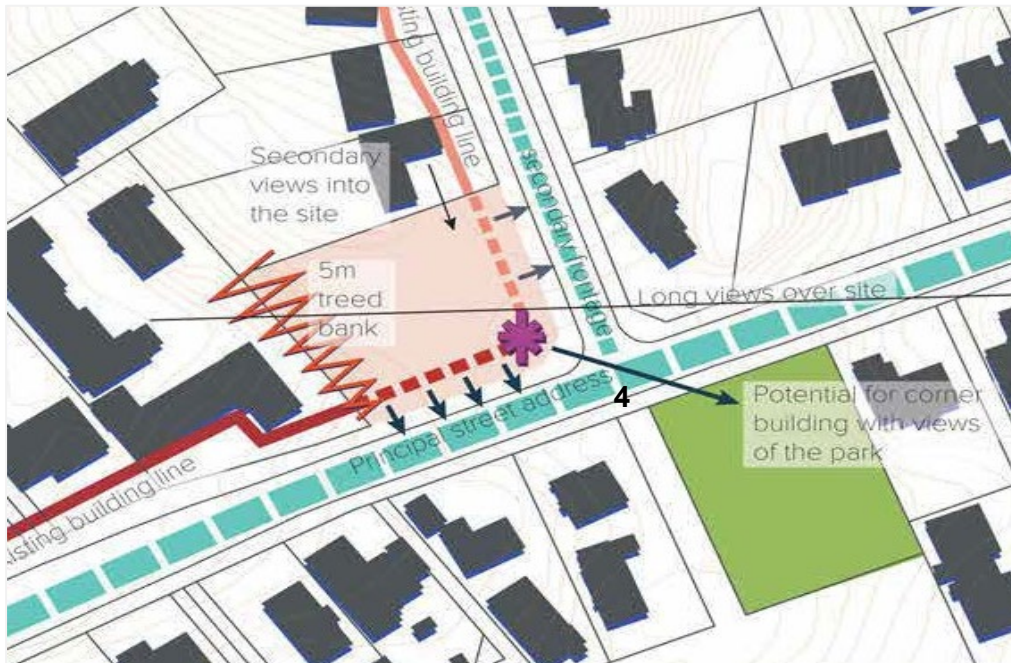 isting building line
Secondary
views into
the site
secondary frontage
5m
treed
bank
Long views over site
Principal street address
4
Potential for corner
building with views
of the park
xisting building line